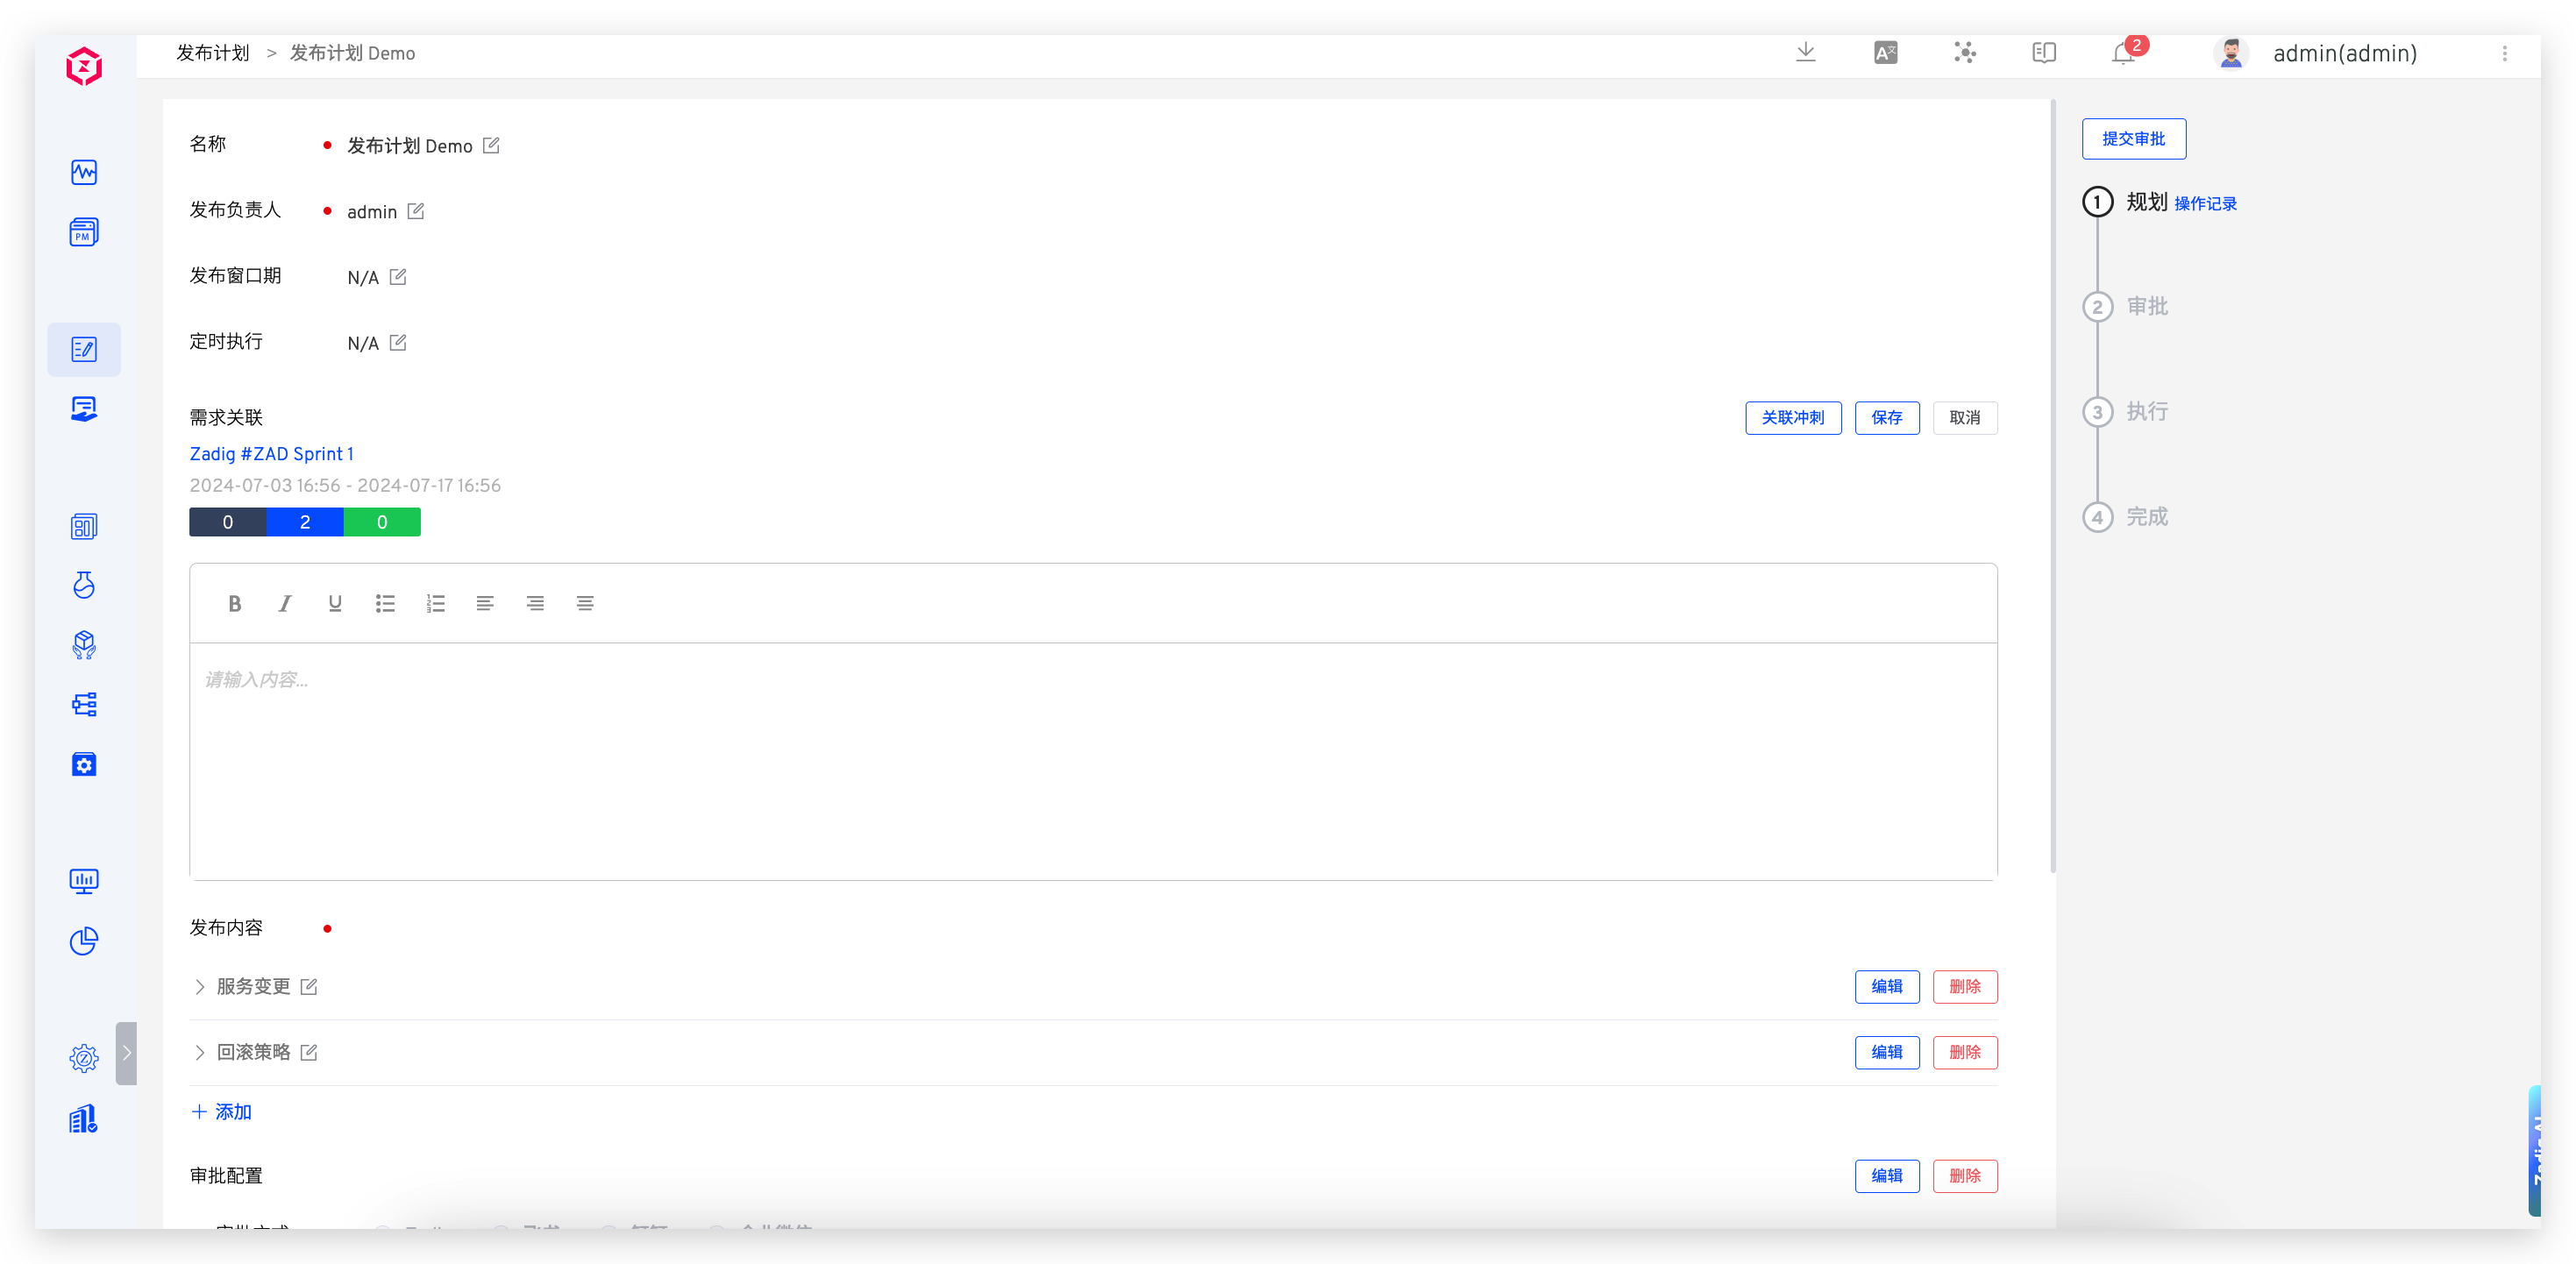 发布计划 > 发布计划 Demo
2
admin(admin)
PM
名称 发布计划 Demo
发布负责人 admin
发布窗口期 N/A
定时执行 N/A
需求关联 关联冲刺 保存 取消
Zadig #ZAD Sprint 1
2024-07-03 16:56 - 2024-07-17 16:56
0 2 0
B I U
请输入内容...
发布内容
服务变更 编辑 删除
回滚策略 编辑 删除
+ 添加
审批配置 编辑 删除
提交审批
1 规划 操作记录
2 审批
3 执行
4 完成